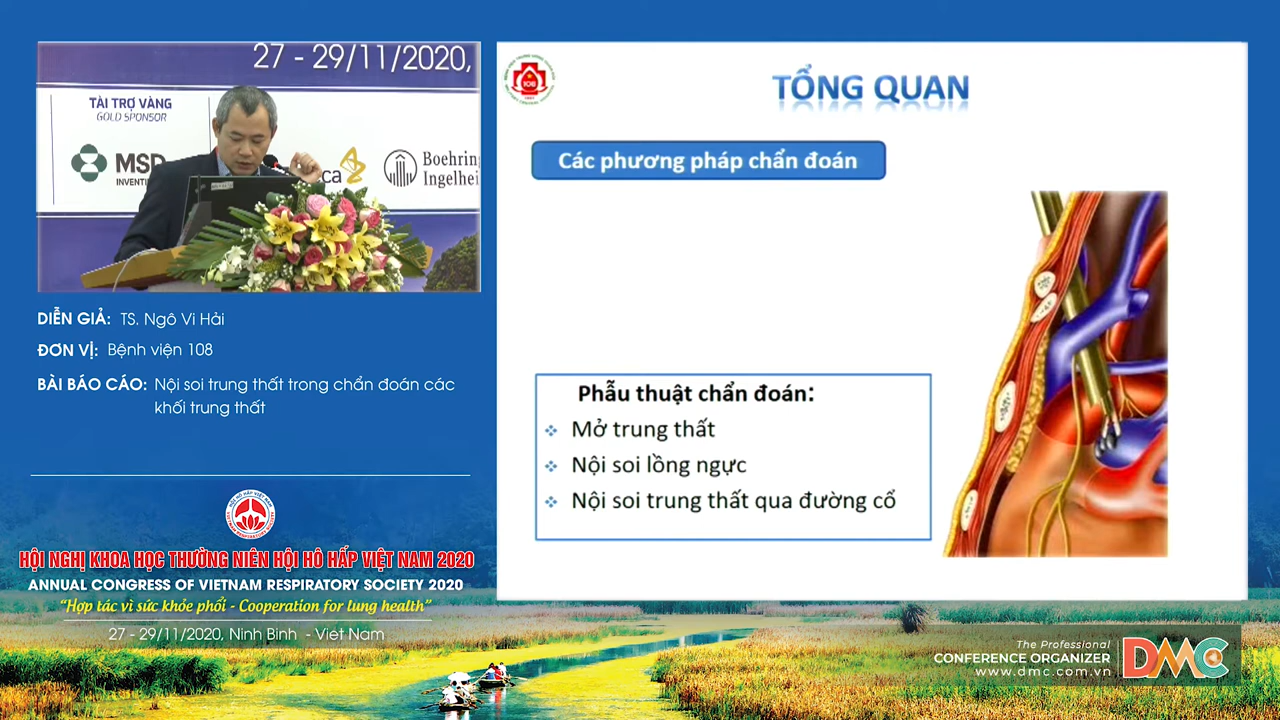 27 - 29/11/2020,
TÀI TRỢ VÀNG
GOLD SPONSOR
MSD
INVENTI
ca
Boehring
Ingelhei
DIỄN GIẢ: TS. Ngô Vi Hải
ĐƠN VỊ: Bệnh viện 108
BÀI BÁO CÁO: Nội soi trung thất trong chẩn đoán các
khối trung thất
HỘI NGHỊ KHOA HỌC THƯỜNG NIÊN HỘI HÔ HẤP VIỆT NAM 2020
ANNUAL CONGRESS OF VIETNAM RESPIRATORY SOCIETY 2020
“Hợp tác vì sức khỏe phổi - Cooperation for lung health”
27 - 29/11/2020, Ninh Binh - Viet Nam
108
TỔNG QUAN
Các phương pháp chẩn đoán
Phẫu thuật chẩn đoán:
❖ Mở trung thất
❖ Nội soi lồng ngực
❖ Nội soi trung thất qua đường cổ
The Professional
CONFERENCE ORGANIZER
www.dmc.com.vn
DMC